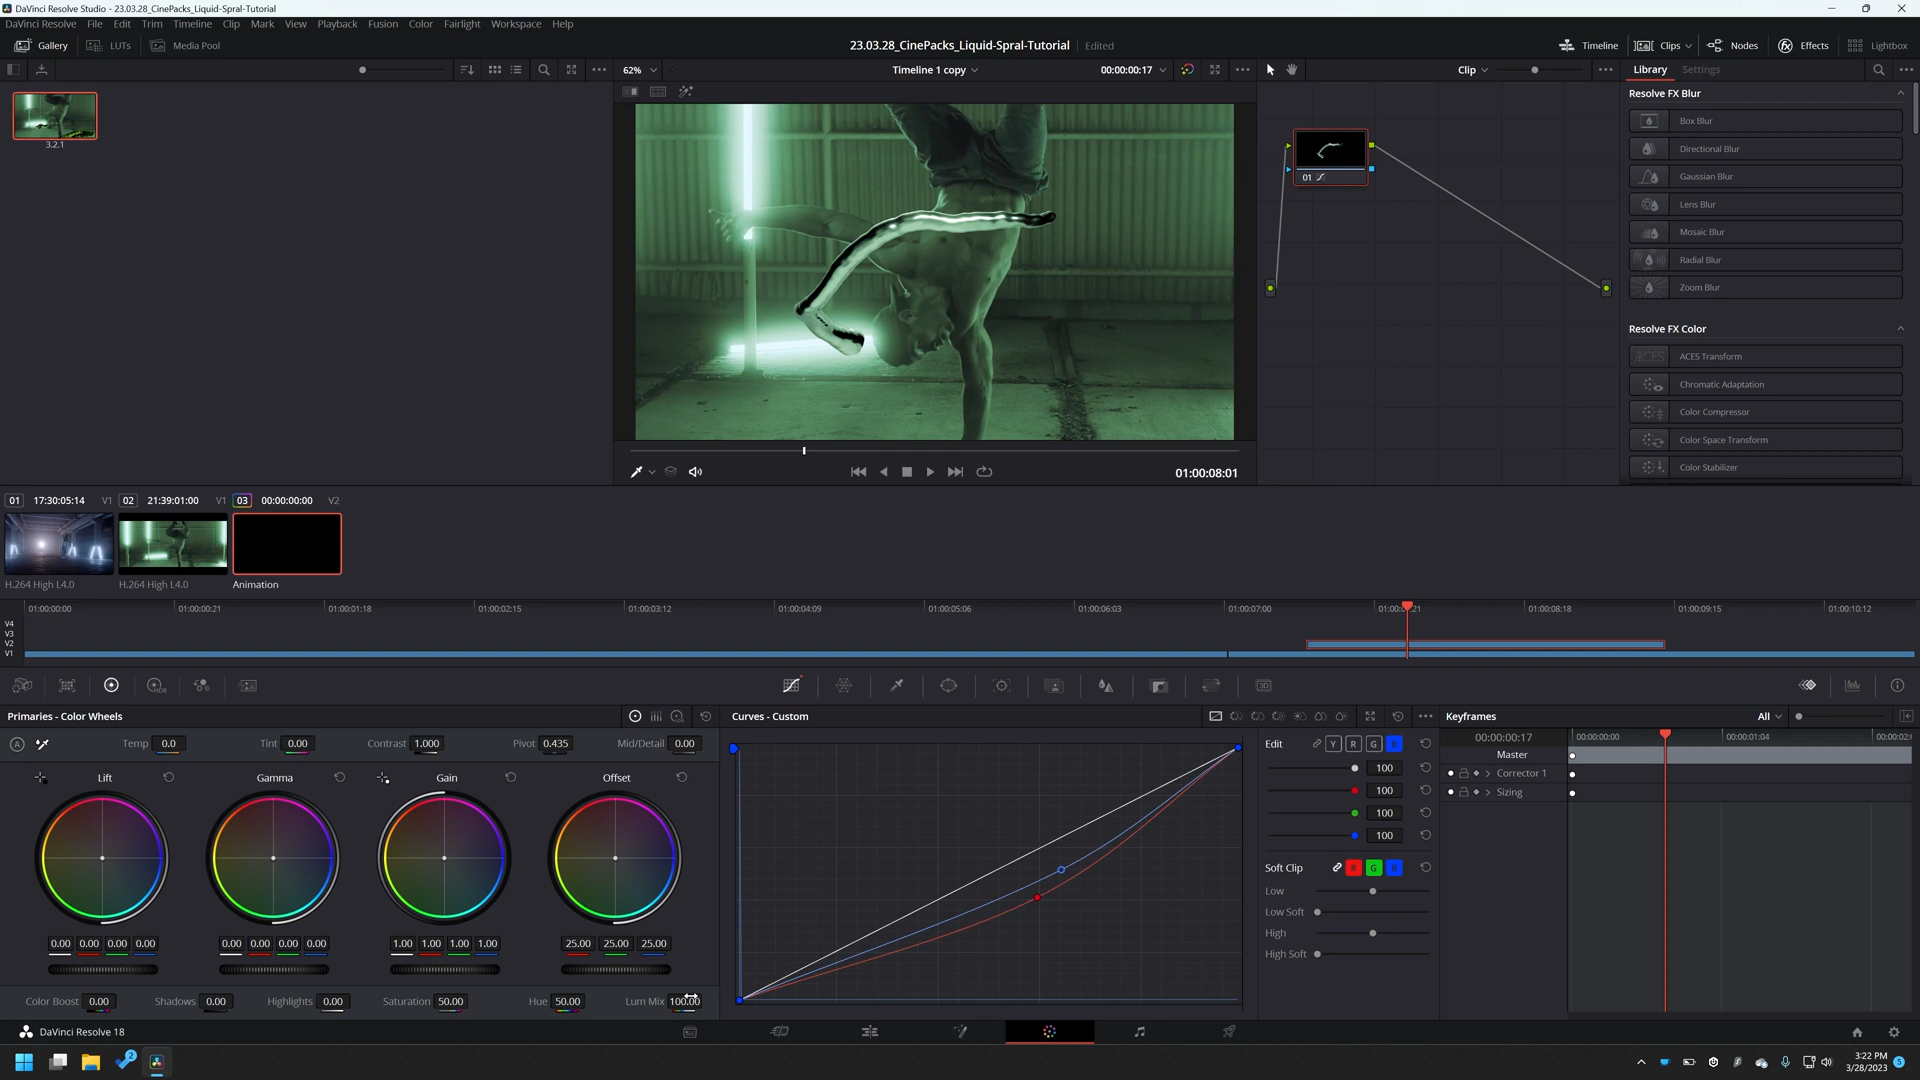 DaVinci Resolve Studio - 23.03.28_CinePacks_Liquid-Spral-Tutorial
DaVinci Resolve File Edit Trim Timeline Clip Mark View Playback Fusion Color Fairlight Workspace Help
Gallery LUTs Media Pool 23.03.28_CinePacks_Liquid-Spral-Tutorial Edited Timeline Clips Nodes Effects Lightbox
62% Timeline 1 copy 00:00:00:17 Clip Library Settings
3.2.1
01
Resolve FX Blur
Box Blur
Directional Blur
Gaussian Blur
Lens Blur
Mosaic Blur
Radial Blur
Zoom Blur
Resolve FX Color
ACES ACES Transform
Chromatic Adaptation
Color Compressor
Color Space Transform
Color Stabilizer
01:00:08:01
01 17:30:05:14 V1 02 21:39:01:00 V1 03 00:00:00:00 V2
H.264 High L4.0 H.264 High L4.0 Animation
01:00:00:00 01:00:00:21 01:00:01:18 01:00:02:15 01:00:03:12 01:00:04:09 01:00:05:06 01:00:06:03 01:00:07:00 01:00:08:18 01:00:09:15 01:00:10:12
V4
V3
V2
V1
HDR
3D
Primaries - Color Wheels Curves - Custom Keyframes All
A Temp 0.0 Tint 0.00 Contrast 1.000 Pivot 0.435 Mid/Detail 0.00
Lift Gamma Gain Offset
0.00 0.00 0.00 0.00 0.00 0.00 0.00 0.00 1.00 1.00 1.00 1.00 25.00 25.00 25.00
Color Boost 0.00 Shadows 0.00 Highlights 0.00 Saturation 50.00 Hue 50.00 Lum Mix 100.00
Edit Y R G B
100
100
100
100
Soft Clip R G B
Low
Low Soft
High
High Soft
00:00:00:17 00:00:00:00 00:00:01:04
Master
Corrector 1
Sizing
DaVinci Resolve 18
2
3:22 PM
3/28/2023
5